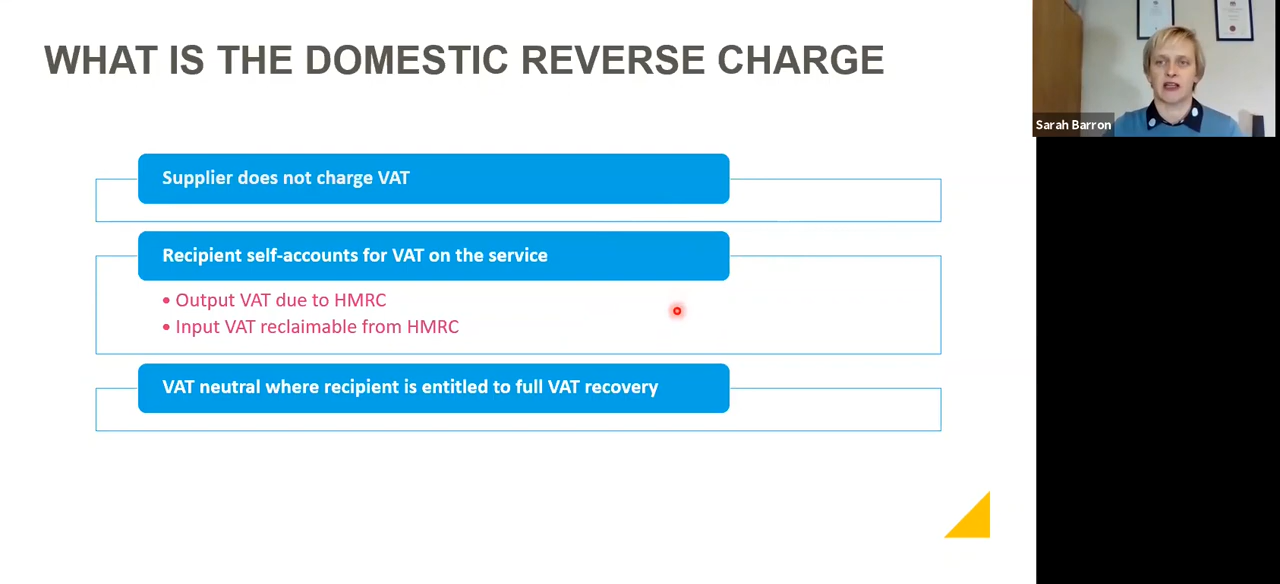 WHAT IS THE DOMESTIC REVERSE CHARGE
Supplier does not charge VAT
Recipient self-accounts for VAT on the service
• Output VAT due to HMRC
• Input VAT reclaimable from HMRC
VAT neutral where recipient is entitled to full VAT recovery
Sarah Barron